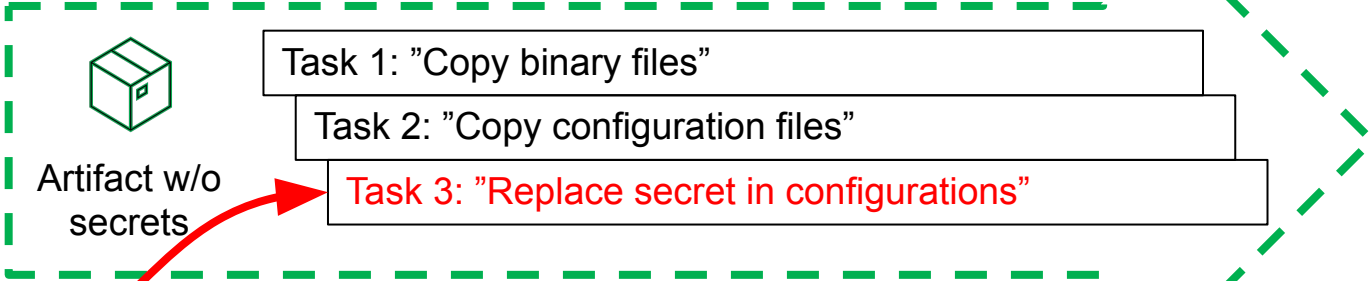 Task 1: ”Copy binary files”
Task 2: ”Copy configuration files”
Artifact w/o
secrets
Task 3: ”Replace secret in configurations”